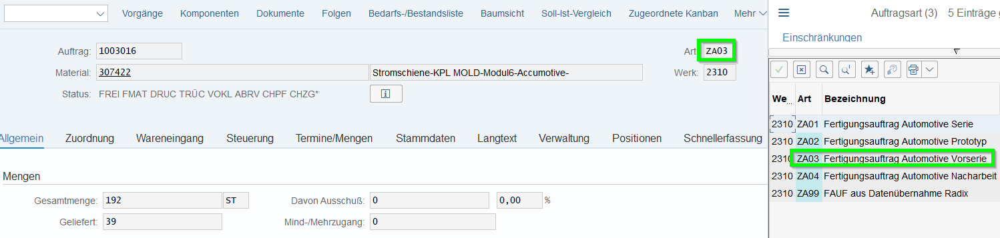 Vorgänge Komponenten Dokumente Folgen Bedarfs-/Bestandsliste Baumsicht Soll-Ist-Vergleich Zugeordnete Kanban Mehr
Auftrag: 1003016 Art ZA03
Material: 307422 Stromschiene-KPL MOLD-Modul6-Accumotive- Werk: 2310
Status: FREI FMAT DRUC TRÜC VOKL ABRV CHPF CHZG*
Allgemein Zuordnung Wareneingang Steuerung Termine/Mengen Stammdaten Langtext Verwaltung Positionen Schnellerfassung
Mengen
Gesamtmenge: 192 ST Davon Ausschuß: 0 0,00 %
Geliefert: 39 Mind-/Mehrzugang: 0
Auftragsart (3) 5 Einträge
Einschränkungen
We... Art Bezeichnung
2310 ZA01 Fertigungsauftrag Automotive Serie
2310 ZA02 Fertigungsauftrag Automotive Prototyp
2310 ZA03 Fertigungsauftrag Automotive Vorserie
2310 ZA04 Fertigungsauftrag Automotive Nacharbeit
2310 ZA99 FAUF aus Datenübernahme Radix